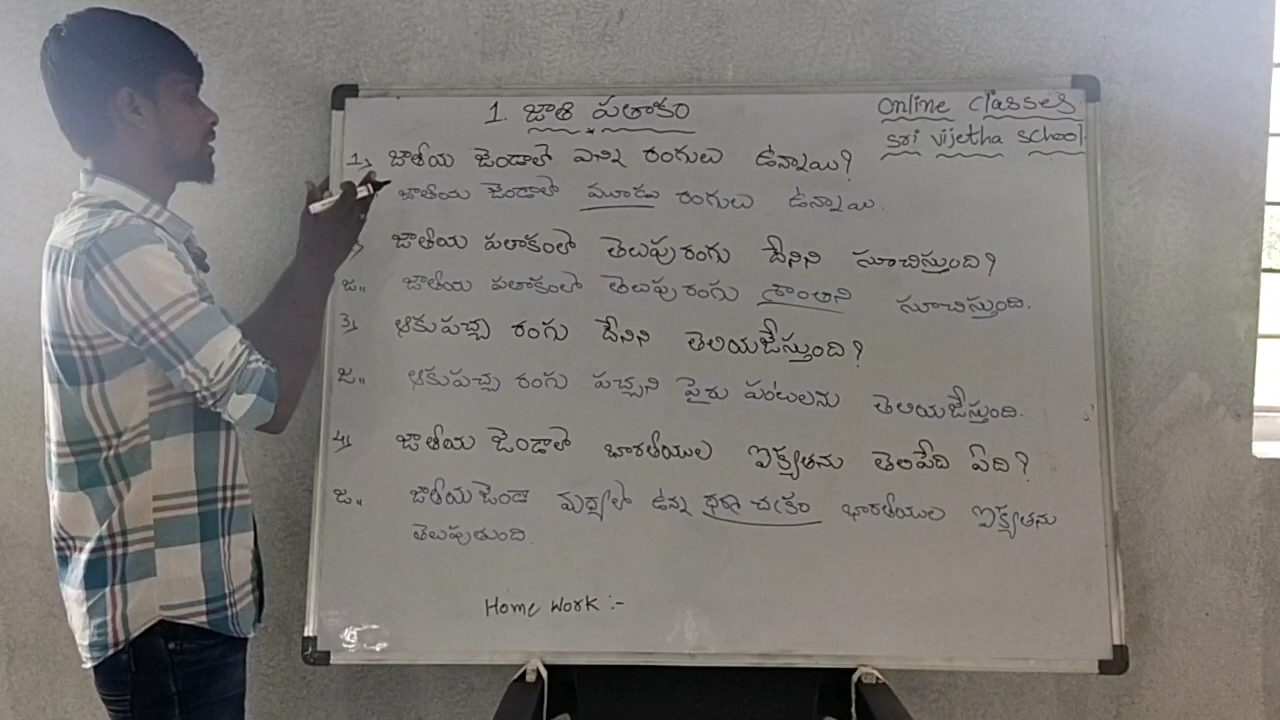 1. జాతి పతాకం
Online classes
sri vijetha school
1) జాతీయ జెండాలో ఎన్ని రంగులు ఉన్నాయి?
జాతీయ జెండాలో మూడు రంగులు ఉన్నాయి.
జాతీయ పతాకంలో తెలుపు రంగు దేనిని సూచిస్తుంది?
జ॥ జాతీయ పతాకంలో తెలుపు రంగు శాంతిని సూచిస్తుంది.
3) ఆకుపచ్చ రంగు దేనిని తెలియజేస్తుంది?
జ॥ ఆకుపచ్చ రంగు పచ్చని పైరు పంటలను తెలియజేస్తుంది.
4) జాతీయ జెండాలో భారతీయుల ఐక్యతను తెలిపేది ఏది?
జ॥ జాతీయ జెండా మధ్యలో ఉన్న ధర్మ చక్రం భారతీయుల ఐక్యతను
తెలుపుతుంది.
Home work :-